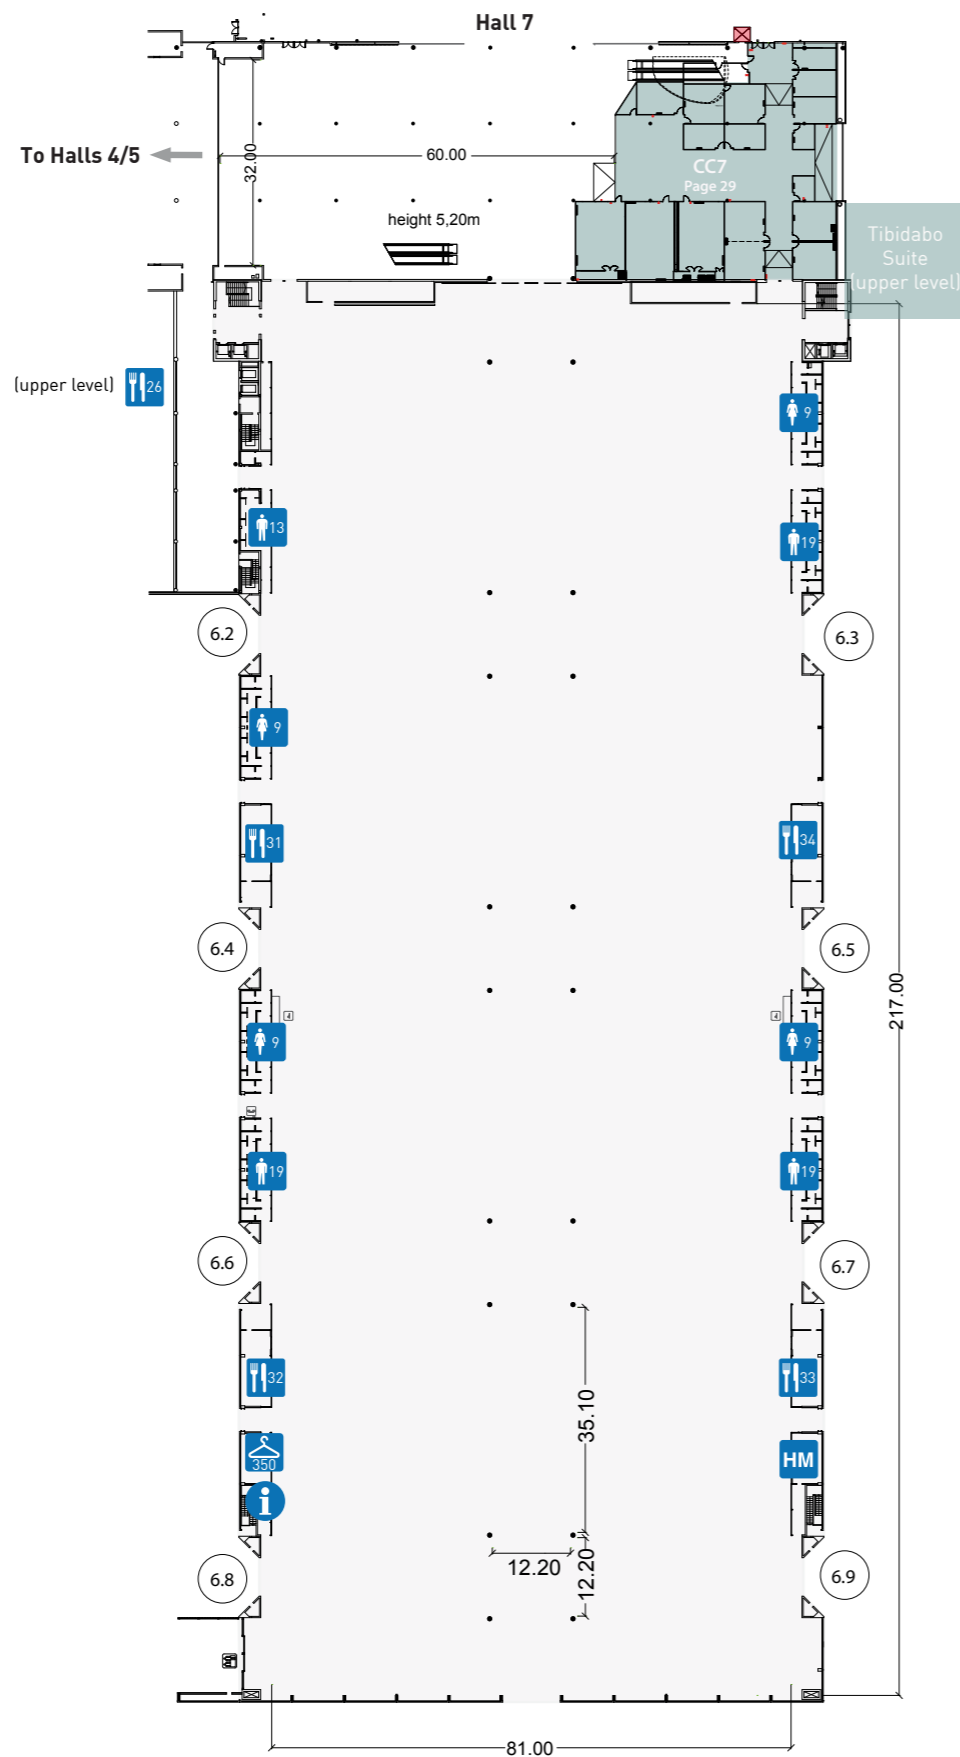 Hall 7
To Halls 4/5
32.00
60.00
CC7
Page 29
height 5,20m
Tibidabo
Suite
(upper level)
(upper level)
26
9
13
19
6.2
6.3
9
31
34
6.4
6.5
217.00
4
4
9
9
19
19
6.6
6.7
32
33
35.10
350
HM
i
12.20
12.20
6.8
6.9
81.00